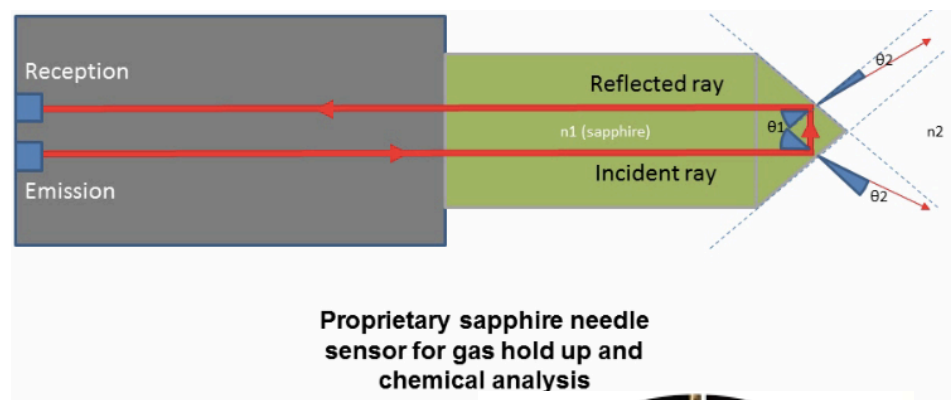 Reception
Reflected ray
θ2
θ1
n1 (sapphire)
n2
Incident ray
Emission
θ2
Proprietary sapphire needle
sensor for gas hold up and
chemical analysis